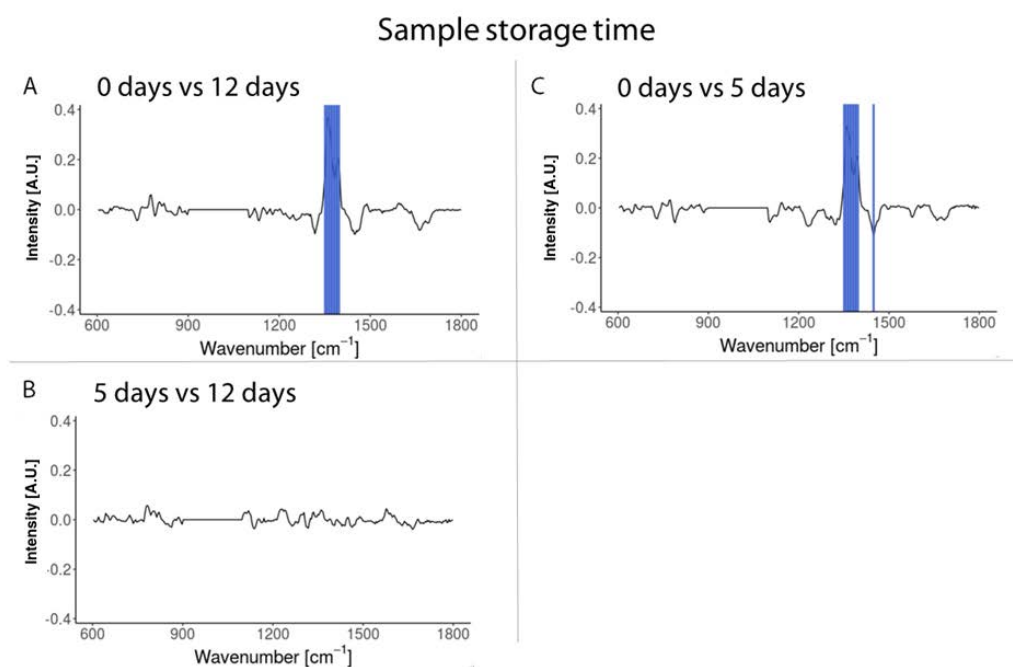 Sample storage time
A
0 days vs 12 days
Intensity [A.U.]
0.4
0.2
0.0
-0.2
-0.4
600 900 1200 1500 1800
Wavenumber [cm⁻¹]
C
0 days vs 5 days
Intensity [A.U.]
0.4
0.2
0.0
-0.2
-0.4
600 900 1200 1500 1800
Wavenumber [cm⁻¹]
B
5 days vs 12 days
Intensity [A.U.]
0.4
0.2
0.0
-0.2
-0.4
600 900 1200 1500 1800
Wavenumber [cm⁻¹]